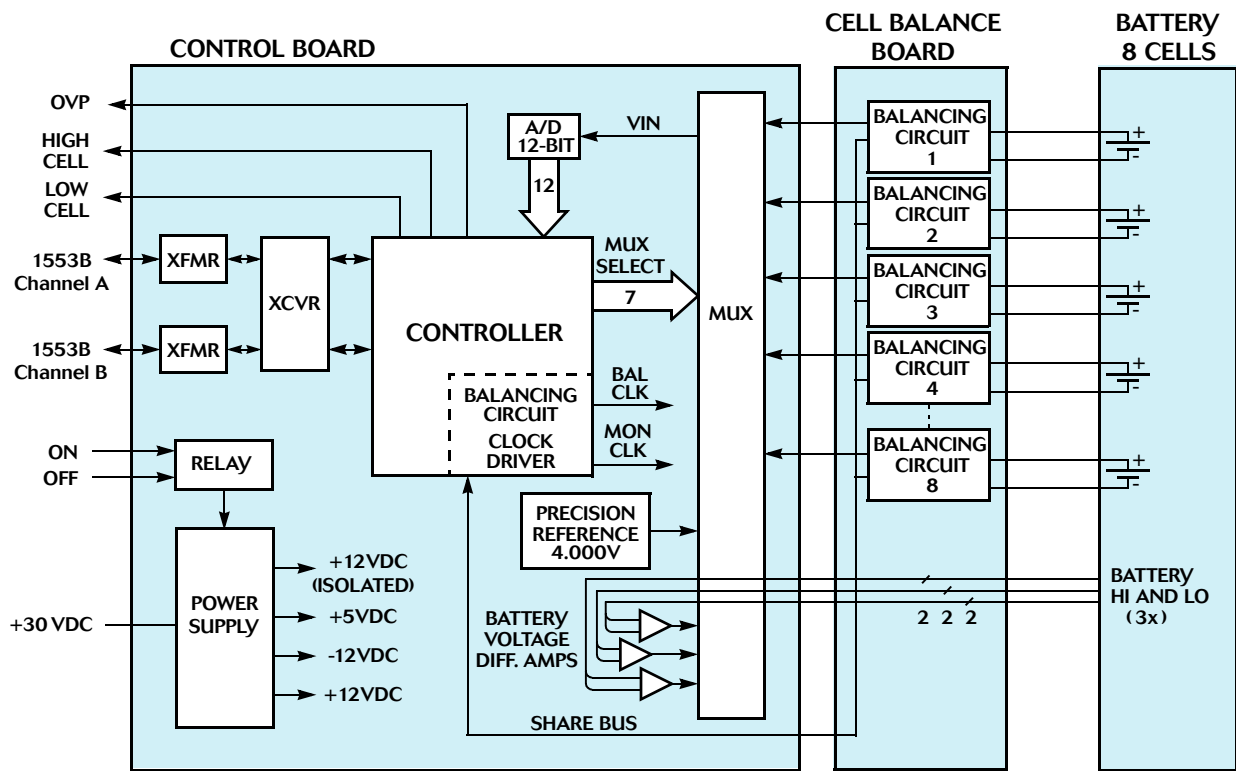 CONTROL BOARD
CELL BALANCE
BOARD
BATTERY
8 CELLS
OVP
HIGH
CELL
LOW
CELL
1553B
Channel A
1553B
Channel B
XFMR
XFMR
XCVR
A/D
12-BIT
VIN
12
CONTROLLER
MUX
SELECT
7
MUX
BALANCING
CIRCUIT
CLOCK
DRIVER
BAL
CLK
MON
CLK
ON
OFF
RELAY
PRECISION
REFERENCE
4.000V
+30 VDC
POWER
SUPPLY
+12VDC
(ISOLATED)
+5VDC
-12VDC
+12VDC
BATTERY
VOLTAGE
DIFF. AMPS
SHARE BUS
BALANCING
CIRCUIT
1
BALANCING
CIRCUIT
2
BALANCING
CIRCUIT
3
BALANCING
CIRCUIT
4
BALANCING
CIRCUIT
8
+
-
+
-
+
-
+
-
+
-
2 2 2
BATTERY
HI AND LO
(3x)